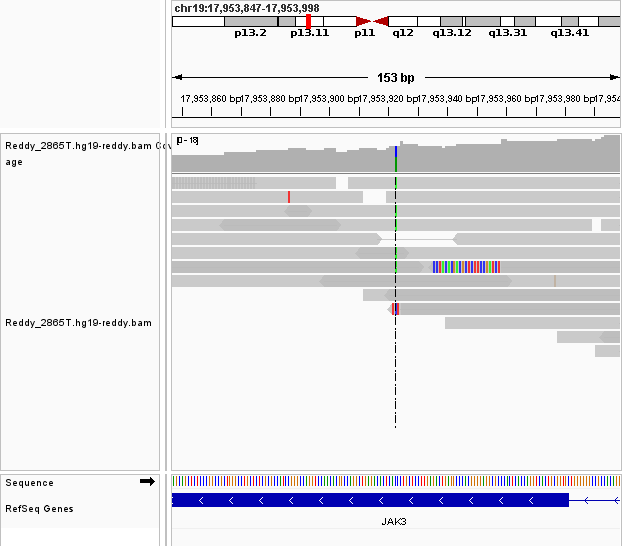 chr19:17,953,847-17,953,998
p13.2 p13.11 p11 q12 q13.12 q13.31 q13.41
153 bp
17,953,860 bp 17,953,880 bp 17,953,900 bp 17,953,920 bp 17,953,940 bp 17,953,960 bp 17,953,980 bp 17,954
Reddy_2865T.hg19-reddy.bam Cov
age
[0 - 18]
Reddy_2865T.hg19-reddy.bam
Sequence
RefSeq Genes
JAK3